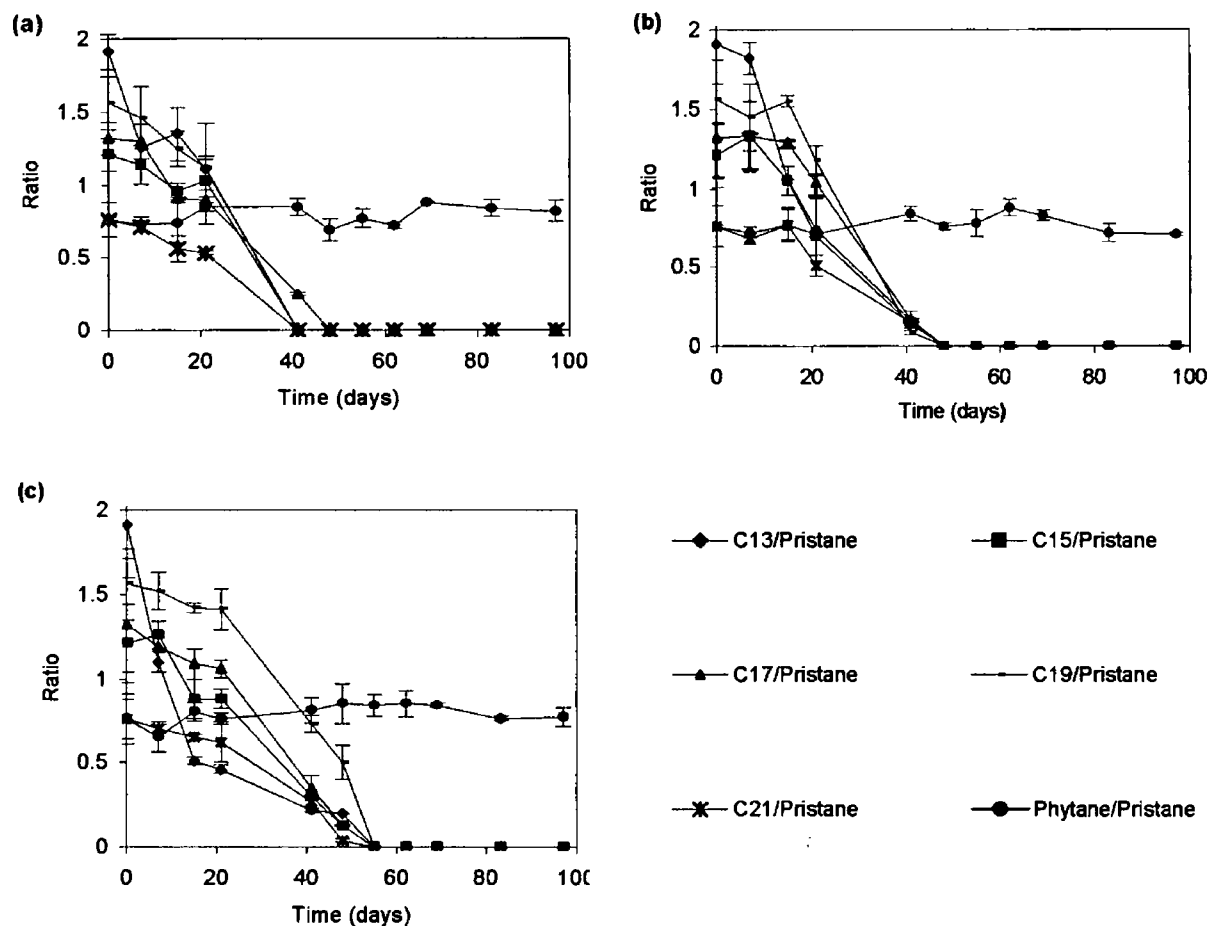 (a)
2
1.5
1
0.5
0
Ratio
0 20 40 60 80 100
Time (days)
(b)
2
1.5
1
0.5
0
Ratio
0 20 40 60 80 100
Time (days)
(c)
2
1.5
1
0.5
0
Ratio
0 20 40 60 80 100
Time (days)
C13/Pristane
C15/Pristane
C17/Pristane
C19/Pristane
C21/Pristane
Phytane/Pristane